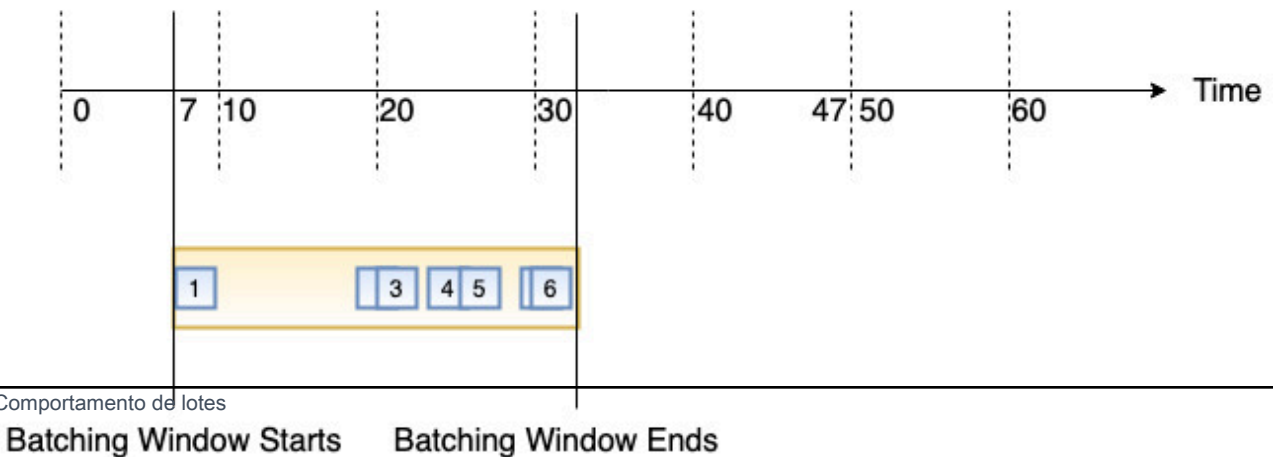 Time
0 7 10 20 30 40 47 50 60
1 3 4 5 6
Comportamento de lotes
Batching Window Starts Batching Window Ends